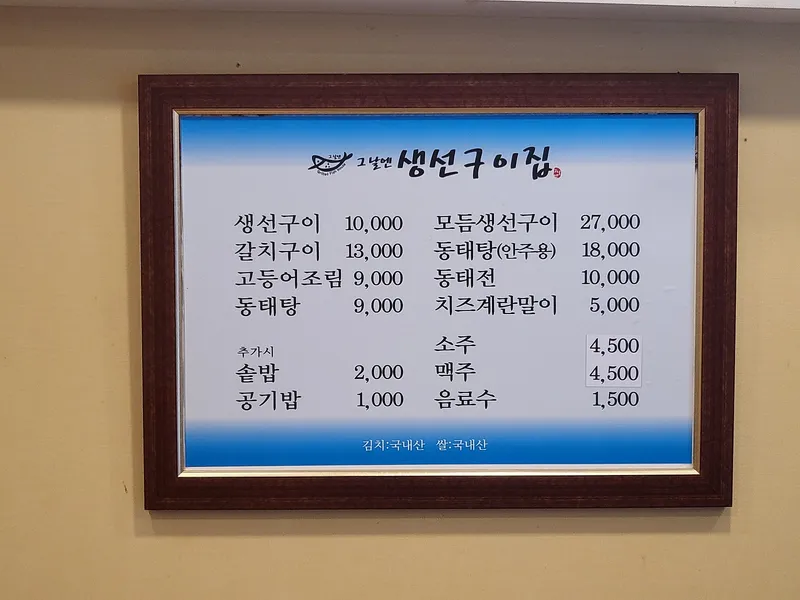 그날엔 생선구이집
생선구이 10,000
갈치구이 13,000
고등어조림 9,000
동태탕 9,000
추가시
솥밥 2,000
공기밥 1,000
모듬생선구이 27,000
동태탕(안주용) 18,000
동태전 10,000
치즈계란말이 5,000
소주 4,500
맥주 4,500
음료수 1,500
김치:국내산 쌀:국내산